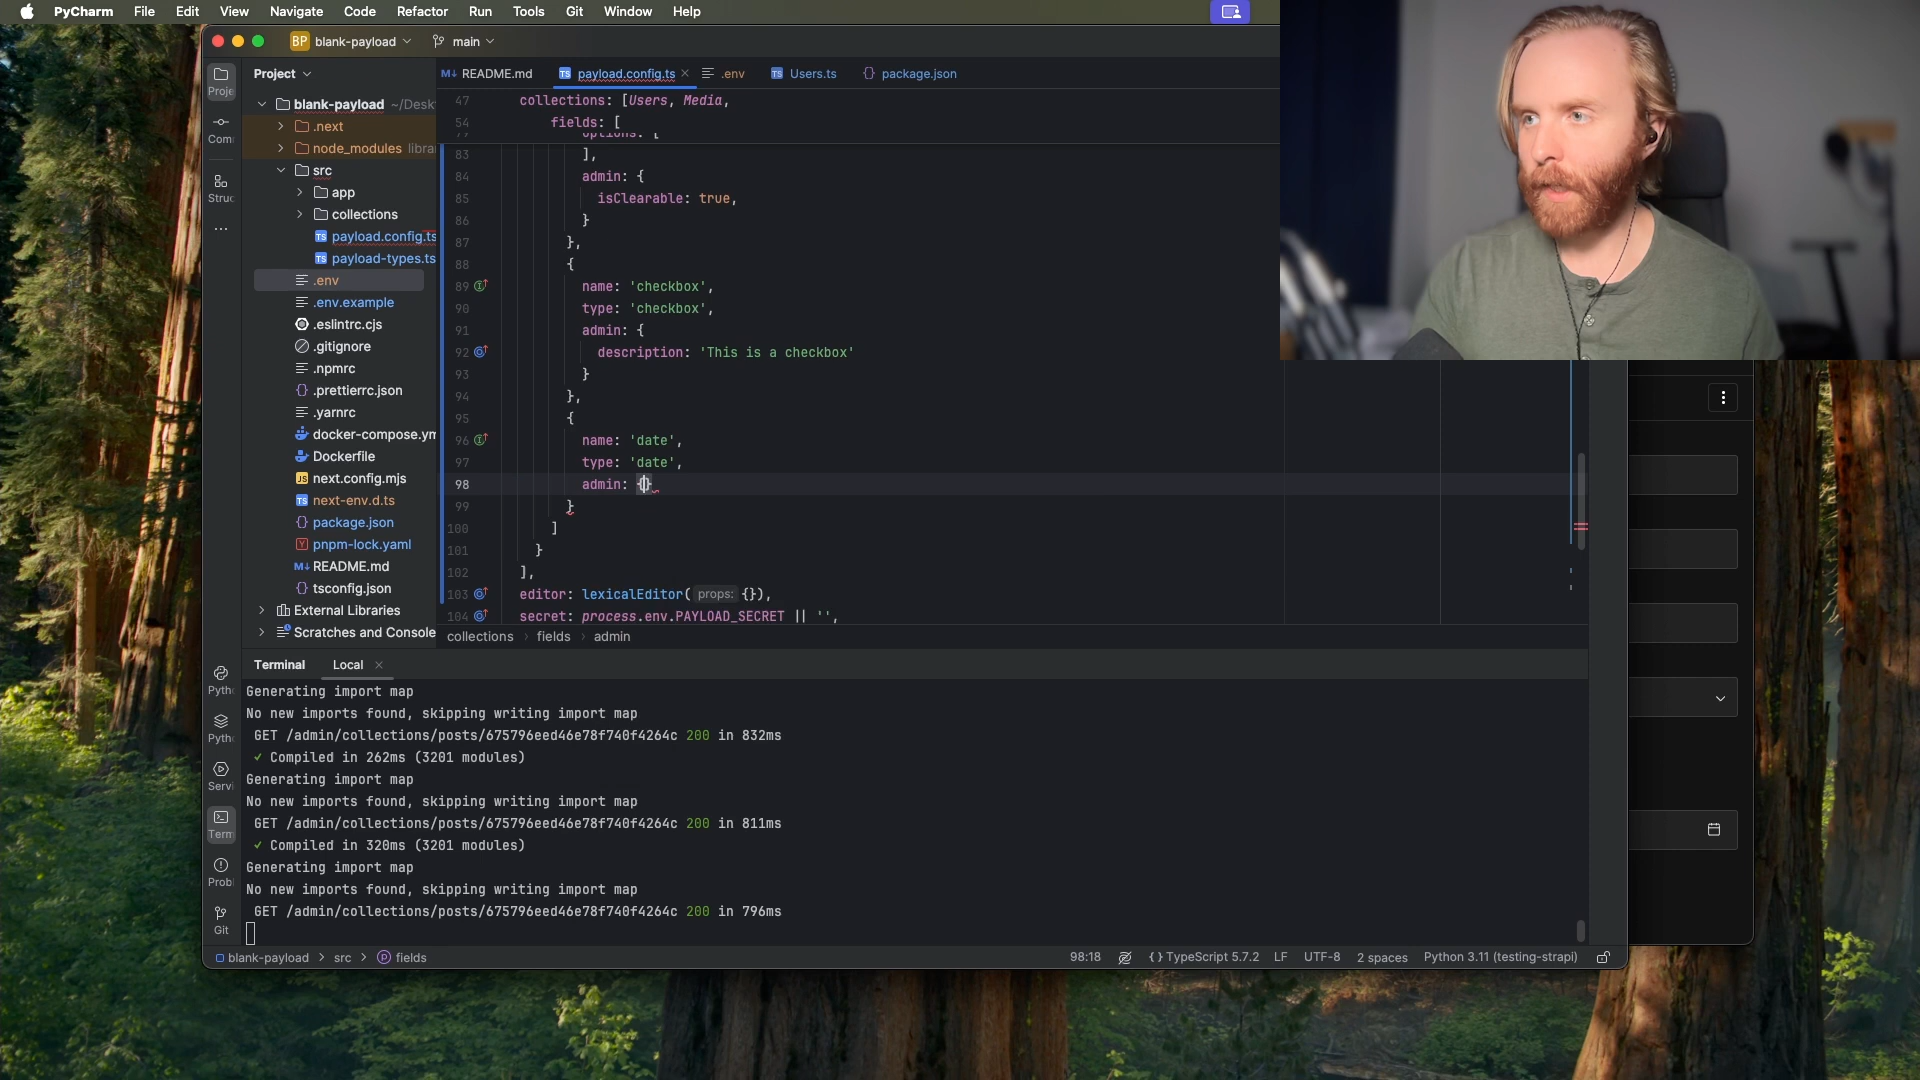 PyCharm File Edit View Navigate Code Refactor Run Tools Git Window Help
BP blank-payload main
Project
README.md
payload.config.ts
.env
Users.ts
package.json
Proje
Com
Struc
Pyth
Pyth
Servi
Term
Prob
Git
blank-payload ~/Desk
.next
node_modules libra
src
app
collections
payload.config.ts
payload-types.ts
.env
.env.example
.eslintrc.cjs
.gitignore
.npmrc
.prettierrc.json
.yarnrc
docker-compose.ym
Dockerfile
next.config.mjs
next-env.d.ts
package.json
pnpm-lock.yaml
README.md
tsconfig.json
External Libraries
Scratches and Console
47 collections: [Users, Media,
54 fields: [
options: [
83 ],
84 admin: {
85 isClearable: true,
86 }
87 },
88 {
89 name: 'checkbox',
90 type: 'checkbox',
91 admin: {
92 description: 'This is a checkbox'
93 }
94 },
95 {
96 name: 'date',
97 type: 'date',
98 admin: {}
99 }
100 ]
101 }
102 ],
103 editor: lexicalEditor( props: {}),
104 secret: process.env.PAYLOAD_SECRET || '',
collections > fields > admin
Terminal Local
Generating import map
No new imports found, skipping writing import map
GET /admin/collections/posts/675796eed46e78f740f4264c 200 in 832ms
✓ Compiled in 262ms (3201 modules)
Generating import map
No new imports found, skipping writing import map
GET /admin/collections/posts/675796eed46e78f740f4264c 200 in 811ms
✓ Compiled in 320ms (3201 modules)
Generating import map
No new imports found, skipping writing import map
GET /admin/collections/posts/675796eed46e78f740f4264c 200 in 796ms
blank-payload > src > fields
98:18 TypeScript 5.7.2 LF UTF-8 2 spaces Python 3.11 (testing-strapi)